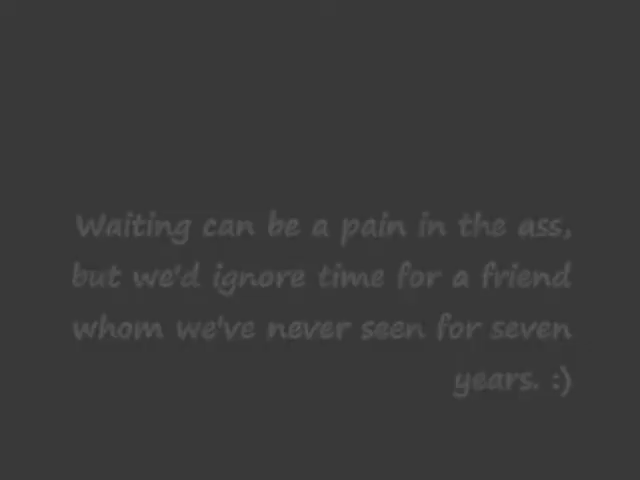 Waiting can be a pain in the ass,
but we'd ignore time for a friend
whom we've never seen for seven
years. :)